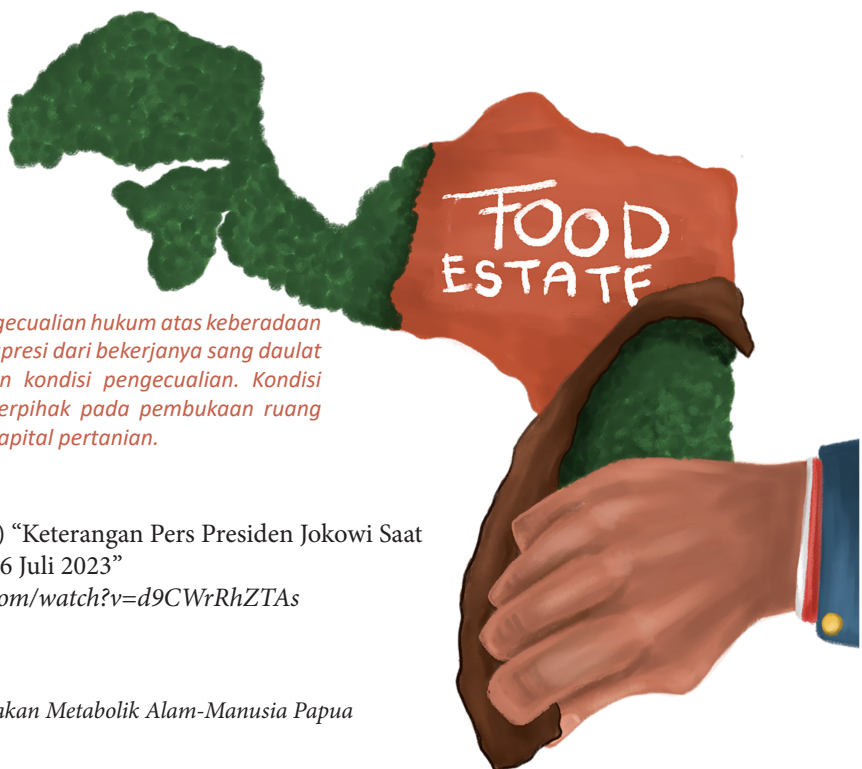 FOOD
ESTATE
gecualian hukum atas keberadaan
presi dari bekerjanya sang daulat
n kondisi pengecualian. Kondisi
erpihak pada pembukaan ruang
apital pertanian.
) “Keterangan Pers Presiden Jokowi Saat
6 Juli 2023”
om/watch?v=d9CWrRhZTAs
akan Metabolik Alam-Manusia Papua